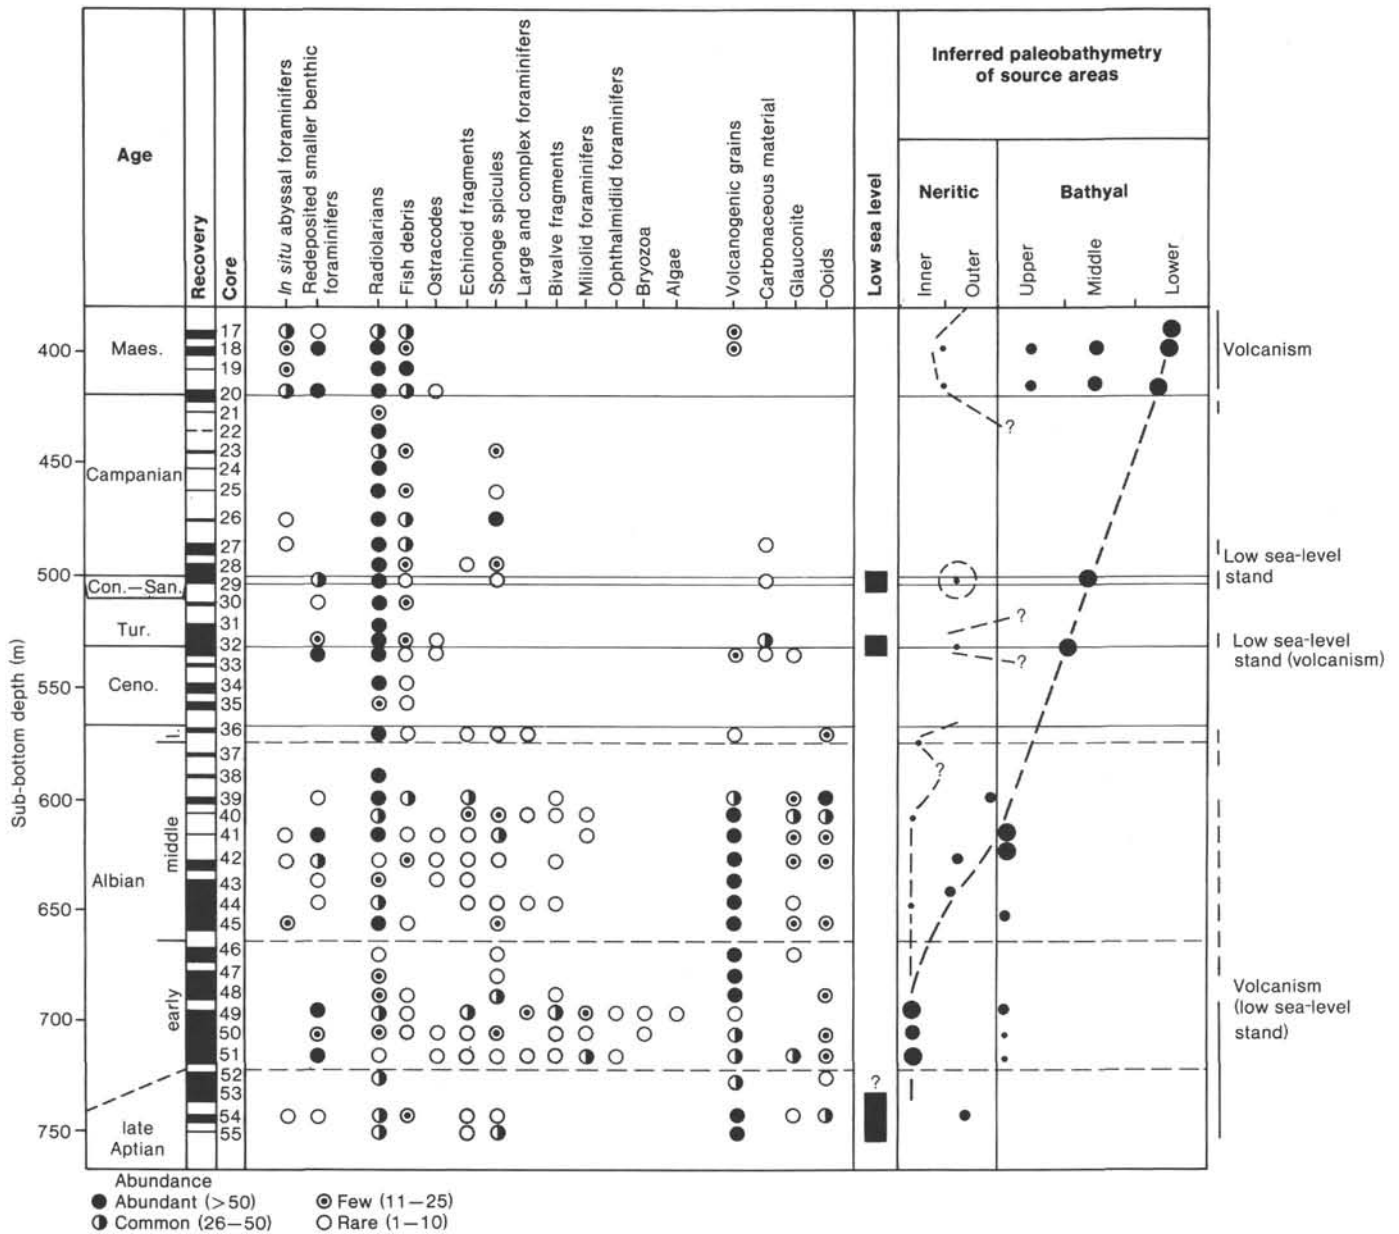 Age
Recovery
Core
In situ abyssal foraminifers
Redeposited smaller benthic
foraminifers
Radiolarians
Fish debris
Ostracodes
Echinoid fragments
Sponge spicules
Large and complex foraminifers
Bivalve fragments
Miliolid foraminifers
Ophthalmidiid foraminifers
Bryozoa
Algae
Volcanogenic grains
Carbonaceous material
Glauconite
Ooids
Low sea level
Inferred paleobathymetry
of source areas
Neritic
Bathyal
Inner
Outer
Upper
Middle
Lower
Sub-bottom depth (m)
400
450
500
550
600
650
700
750
Maes.
Campanian
Con.—San.
Tur.
Ceno.
Albian
l.
middle
early
late
Aptian
17
18
19
20
21
22
23
24
25
26
27
28
29
30
31
32
33
34
35
36
37
38
39
40
41
42
43
44
45
46
47
48
49
50
51
52
53
54
55
?
?
?
?
?
?
Volcanism
Low sea-level
stand
Low sea-level
stand (volcanism)
Volcanism
(low sea-level
stand)
Abundance
Abundant (>50)
Common (26—50)
Few (11—25)
Rare (1—10)